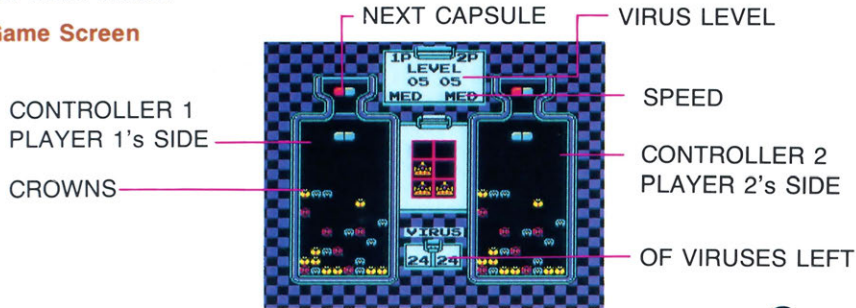 Game Screen
NEXT CAPSULE
VIRUS LEVEL
1P 2P
LEVEL
05 05
MED MED
SPEED
CONTROLLER 1
PLAYER 1's SIDE
CONTROLLER 2
PLAYER 2's SIDE
CROWNS
VIRUS
24 24
OF VIRUSES LEFT